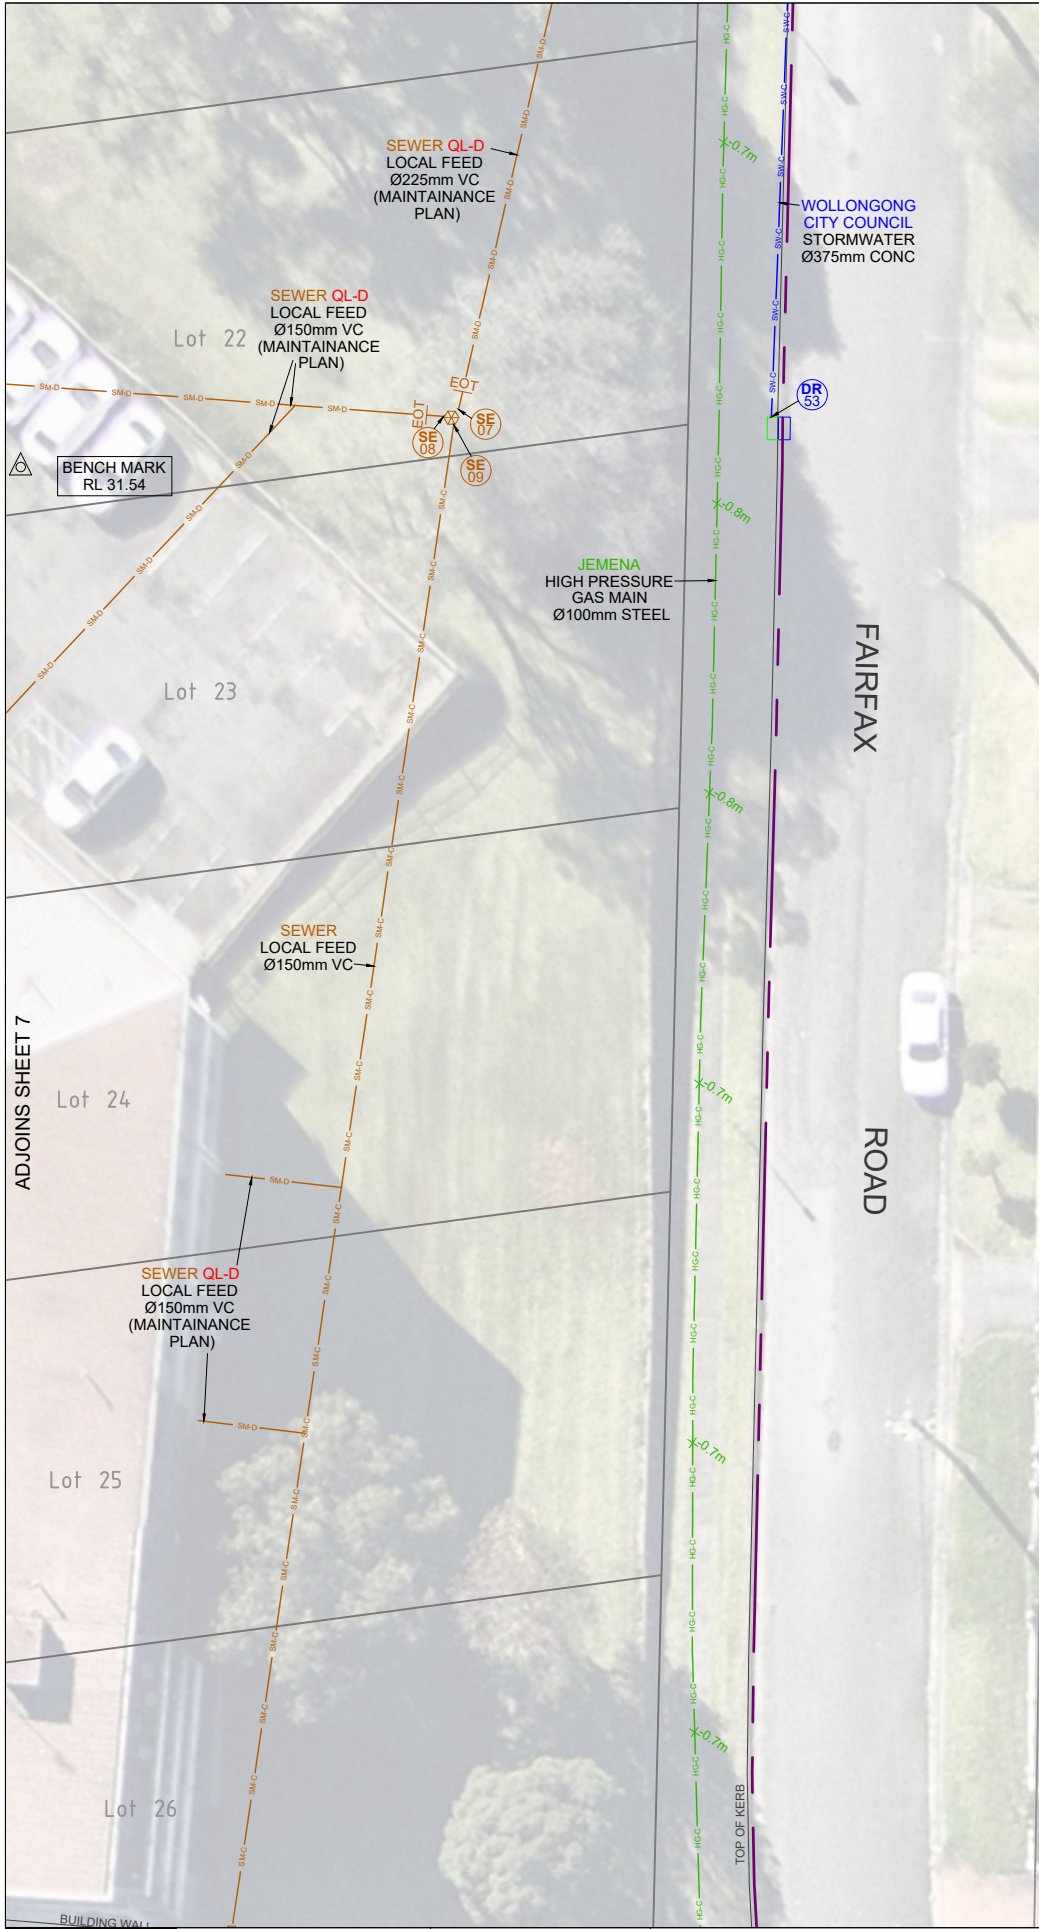 SEWER QL-D
LOCAL FEED
Ø225mm VC
(MAINTAINANCE
PLAN)
-0.7m
WOLLONGONG
CITY COUNCIL
STORMWATER
Ø375mm CONC
SEWER QL-D
LOCAL FEED
Ø150mm VC
(MAINTAINANCE
PLAN)
Lot 22
EOT
EOT
SE
07
SE
08
SE
09
DR
53
BENCH MARK
RL 31.54
-0.8m
JEMENA
HIGH PRESSURE
GAS MAIN
Ø100mm STEEL
FAIRFAX
Lot 23
-0.8m
SEWER
LOCAL FEED
Ø150mm VC
ADJOINS SHEET 7
Lot 24
-0.7m
ROAD
SEWER QL-D
LOCAL FEED
Ø150mm VC
(MAINTAINANCE
PLAN)
Lot 25
-0.7m
-0.7m
Lot 26
TOP OF KERB
BUILDING WALL
SM-D
SM-C
HG-C
SW-C